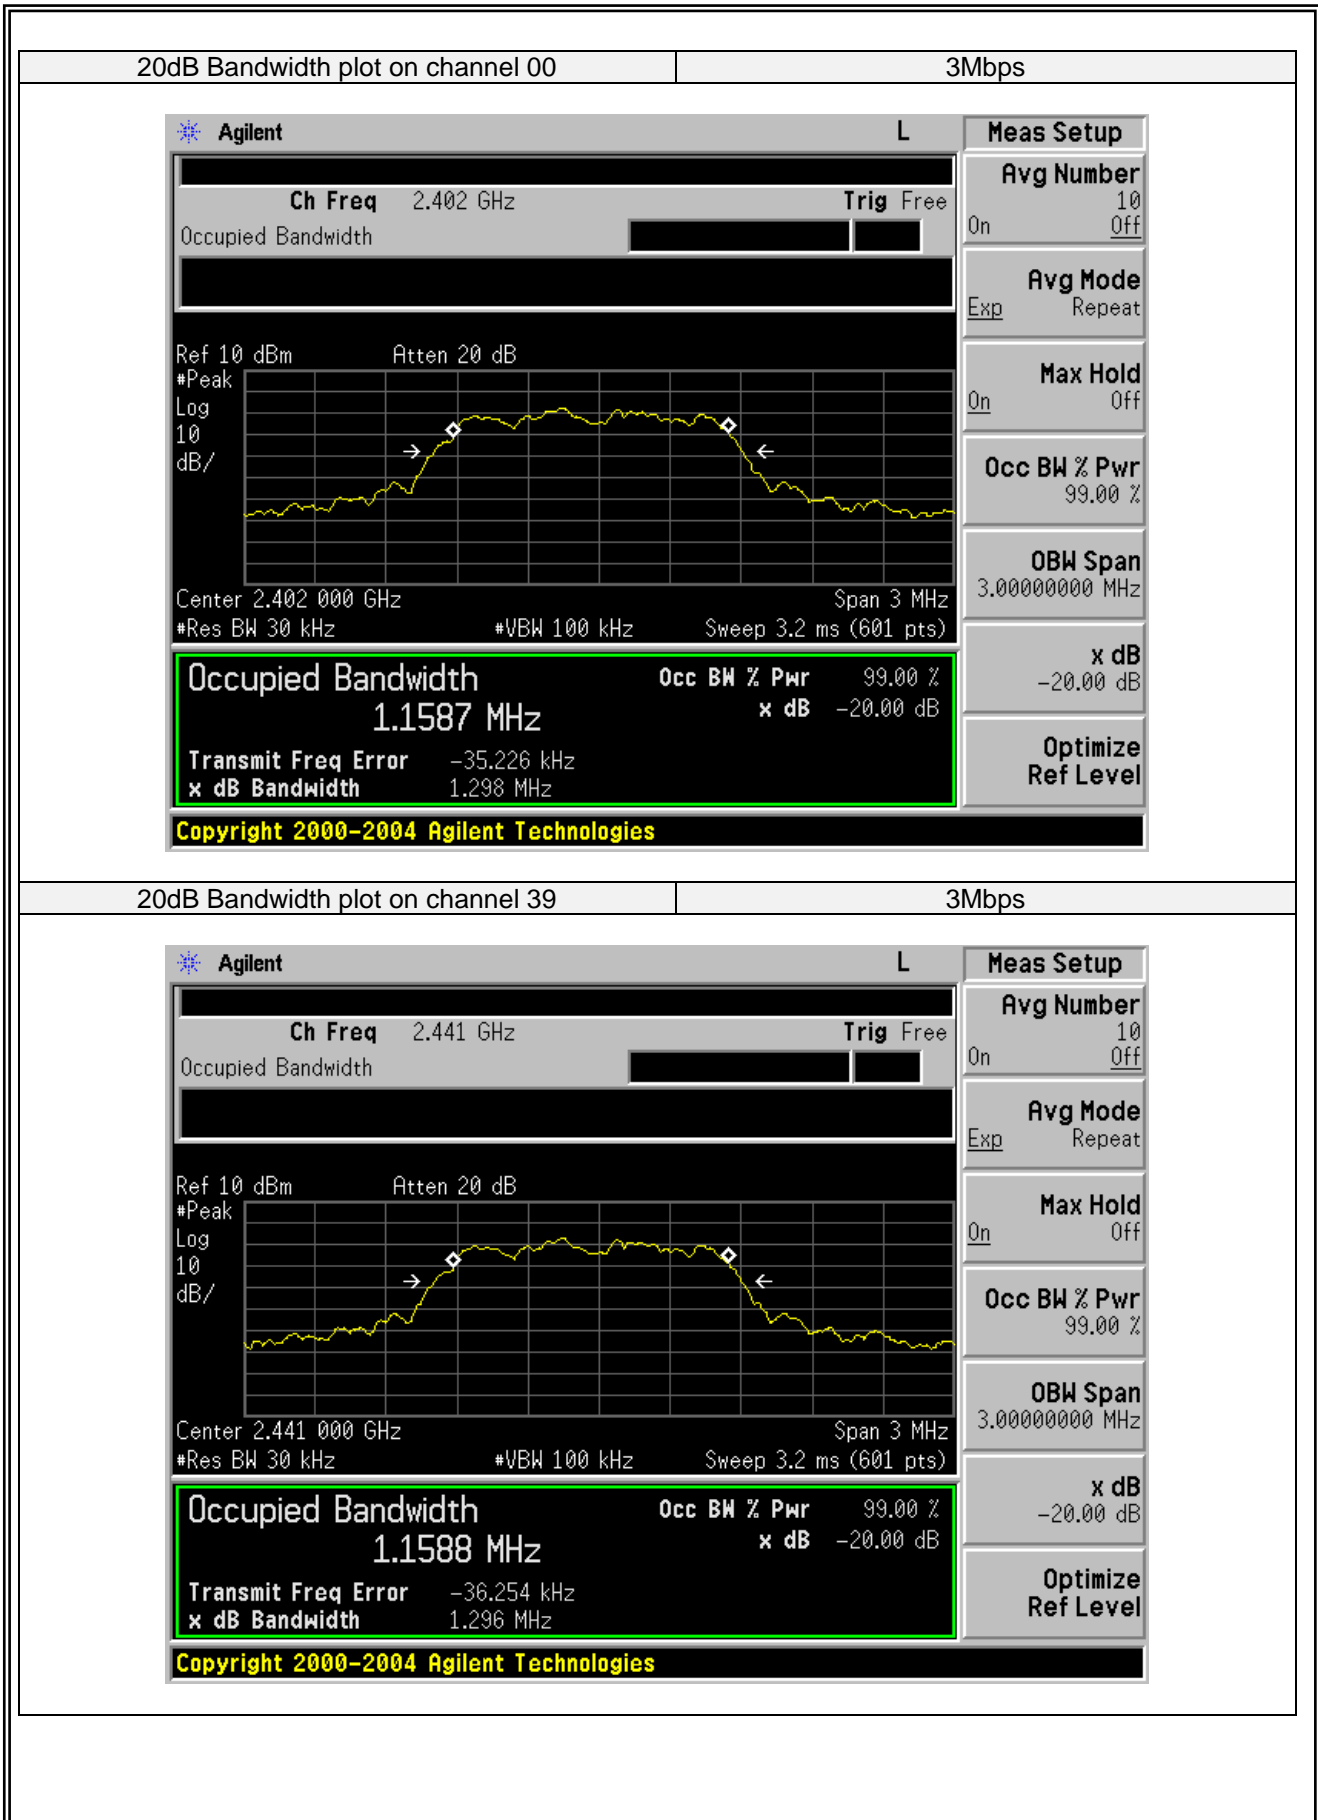 20dB Bandwidth plot on channel 00 3Mbps
Agilent L Meas Setup
Ch Freq 2.402 GHz Trig Free
Occupied Bandwidth
Avg Number
10
On Off
Avg Mode
Exp Repeat
Max Hold
On Off
Occ BW % Pwr
99.00 %
OBW Span
3.00000000 MHz
x dB
-20.00 dB
Optimize
Ref Level
Ref 10 dBm Atten 20 dB
#Peak
Log
10
dB/
Center 2.402 000 GHz Span 3 MHz
#Res BW 30 kHz #VBW 100 kHz Sweep 3.2 ms (601 pts)
Occupied Bandwidth Occ BW % Pwr 99.00 %
1.1587 MHz x dB -20.00 dB
Transmit Freq Error -35.226 kHz
x dB Bandwidth 1.298 MHz
Copyright 2000-2004 Agilent Technologies
20dB Bandwidth plot on channel 39 3Mbps
Agilent L Meas Setup
Ch Freq 2.441 GHz Trig Free
Occupied Bandwidth
Avg Number
10
On Off
Avg Mode
Exp Repeat
Max Hold
On Off
Occ BW % Pwr
99.00 %
OBW Span
3.00000000 MHz
x dB
-20.00 dB
Optimize
Ref Level
Ref 10 dBm Atten 20 dB
#Peak
Log
10
dB/
Center 2.441 000 GHz Span 3 MHz
#Res BW 30 kHz #VBW 100 kHz Sweep 3.2 ms (601 pts)
Occupied Bandwidth Occ BW % Pwr 99.00 %
1.1588 MHz x dB -20.00 dB
Transmit Freq Error -36.254 kHz
x dB Bandwidth 1.296 MHz
Copyright 2000-2004 Agilent Technologies